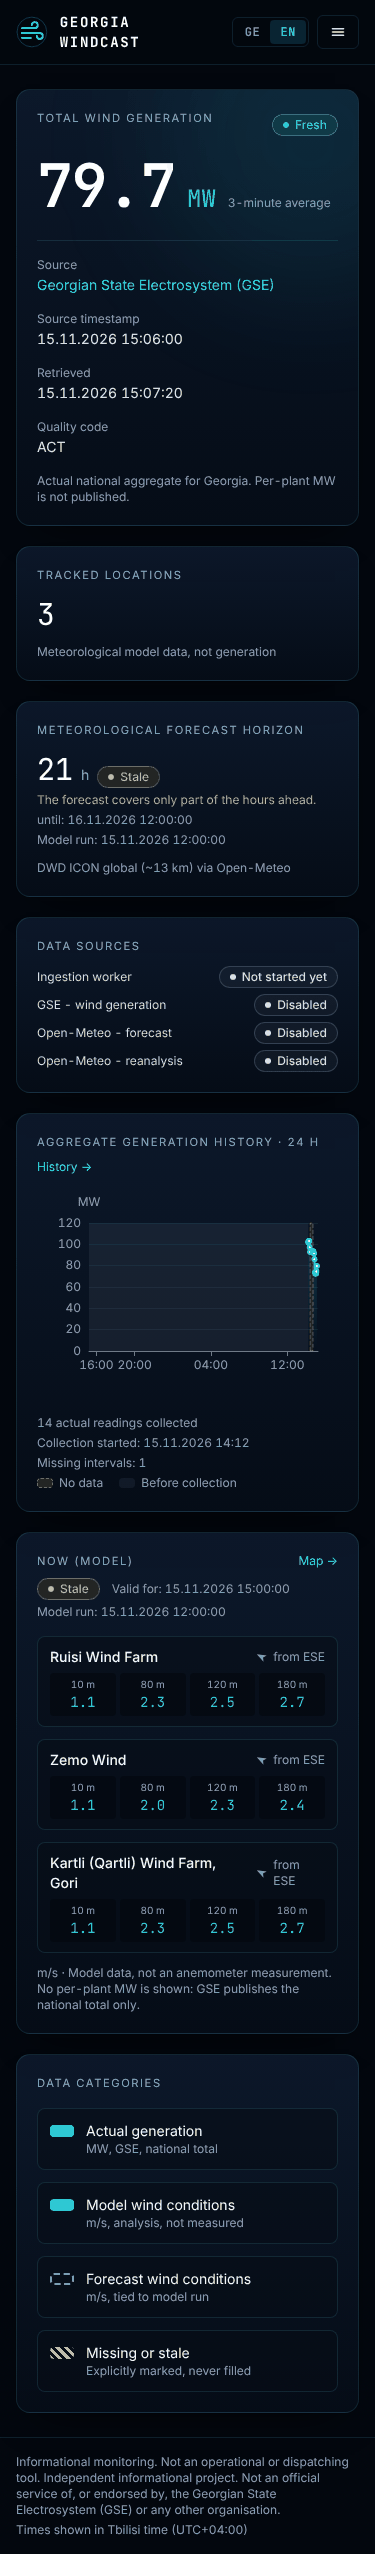 GEORGIA
WINDCAST
GE EN
TOTAL WIND GENERATION
Fresh
79.7 MW 3-minute average
Source
Georgian State Electrosystem (GSE)
Source timestamp
15.11.2026 15:06:00
Retrieved
15.11.2026 15:07:20
Quality code
ACT
Actual national aggregate for Georgia. Per-plant MW
is not published.
TRACKED LOCATIONS
3
Meteorological model data, not generation
METEOROLOGICAL FORECAST HORIZON
21 h Stale
The forecast covers only part of the hours ahead.
until: 16.11.2026 12:00:00
Model run: 15.11.2026 12:00:00
DWD ICON global (~13 km) via Open-Meteo
DATA SOURCES
Ingestion worker Not started yet
GSE - wind generation Disabled
Open-Meteo - forecast Disabled
Open-Meteo - reanalysis Disabled
AGGREGATE GENERATION HISTORY · 24 H
History →
MW
120
100
80
60
40
20
0
16:00 20:00 04:00 12:00
14 actual readings collected
Collection started: 15.11.2026 14:12
Missing intervals: 1
No data Before collection
NOW (MODEL) Map →
Stale Valid for: 15.11.2026 15:00:00
Model run: 15.11.2026 12:00:00
Ruisi Wind Farm from ESE
10 m 80 m 120 m 180 m
1.1 2.3 2.5 2.7
Zemo Wind from ESE
10 m 80 m 120 m 180 m
1.1 2.0 2.3 2.4
Kartli (Qartli) Wind Farm,
Gori
from
ESE
10 m 80 m 120 m 180 m
1.1 2.3 2.5 2.7
m/s · Model data, not an anemometer measurement.
No per-plant MW is shown: GSE publishes the
national total only.
DATA CATEGORIES
Actual generation
MW, GSE, national total
Model wind conditions
m/s, analysis, not measured
Forecast wind conditions
m/s, tied to model run
Missing or stale
Explicitly marked, never filled
Informational monitoring. Not an operational or dispatching
tool. Independent informational project. Not an official
service of, or endorsed by, the Georgian State
Electrosystem (GSE) or any other organisation.
Times shown in Tbilisi time (UTC+04:00)